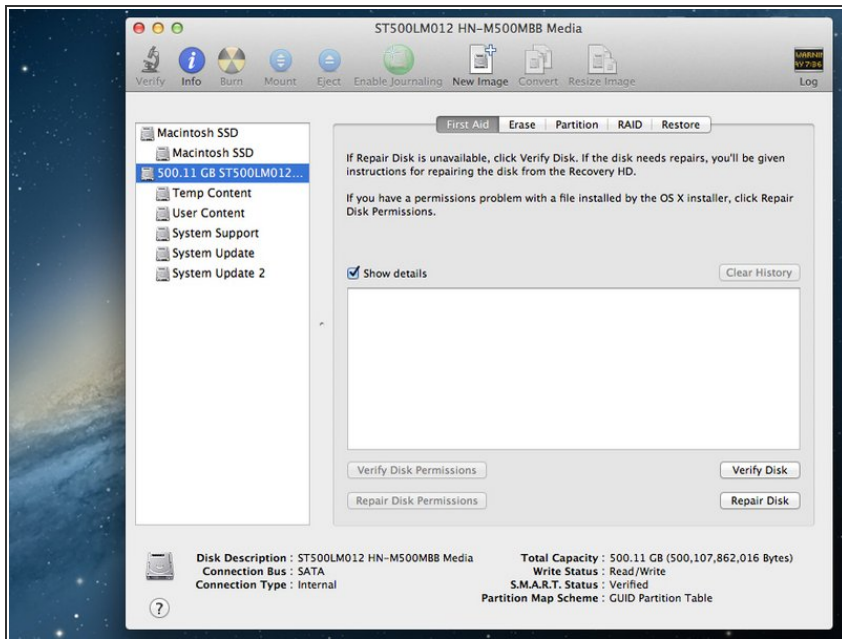 ST500LM012 HN-M500MBB Media
Verify Info Burn Mount Eject Enable Journaling New Image Convert Resize Image Log
WARNI
AY 7:86
Macintosh SSD
Macintosh SSD
500.11 GB ST500LM012...
Temp Content
User Content
System Support
System Update
System Update 2
First Aid Erase Partition RAID Restore
If Repair Disk is unavailable, click Verify Disk. If the disk needs repairs, you'll be given
instructions for repairing the disk from the Recovery HD.
If you have a permissions problem with a file installed by the OS X installer, click Repair
Disk Permissions.
Show details Clear History
Verify Disk Permissions Verify Disk
Repair Disk Permissions Repair Disk
Disk Description : ST500LM012 HN-M500MBB Media Total Capacity : 500.11 GB (500,107,862,016 Bytes)
Connection Bus : SATA Write Status : Read/Write
Connection Type : Internal S.M.A.R.T. Status : Verified
Partition Map Scheme : GUID Partition Table
?